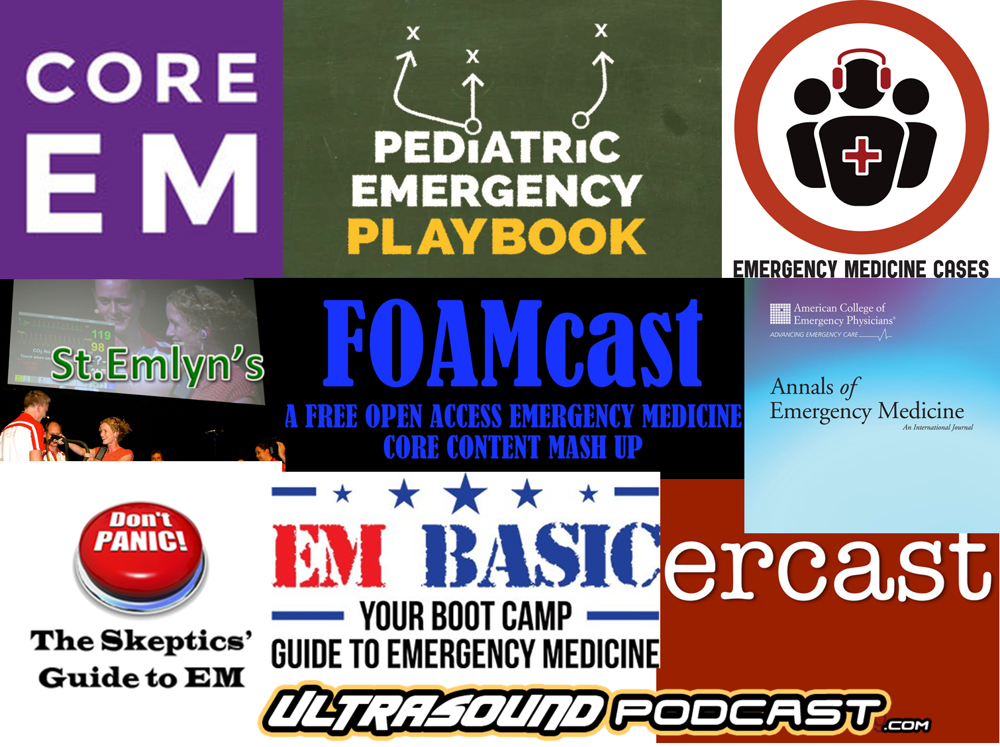 CORE
EM
x
x
x
PEDiATRiC
EMERGENCY
PLAYBOOK
EMERGENCY MEDICINE CASES
119
98
St.Emlyn's
FOAMcast
A FREE OPEN ACCESS EMERGENCY MEDICINE
CORE CONTENT MASH UP
American College of
Emergency Physicians®
ADVANCING EMERGENCY CARE
Annals of
Emergency Medicine
An International Journal
Don't
PANIC!
The Skeptics'
Guide to EM
EM BASIC
YOUR BOOT CAMP
GUIDE TO EMERGENCY MEDICINE
ercast
ULTRASOUND PODCAST.COM